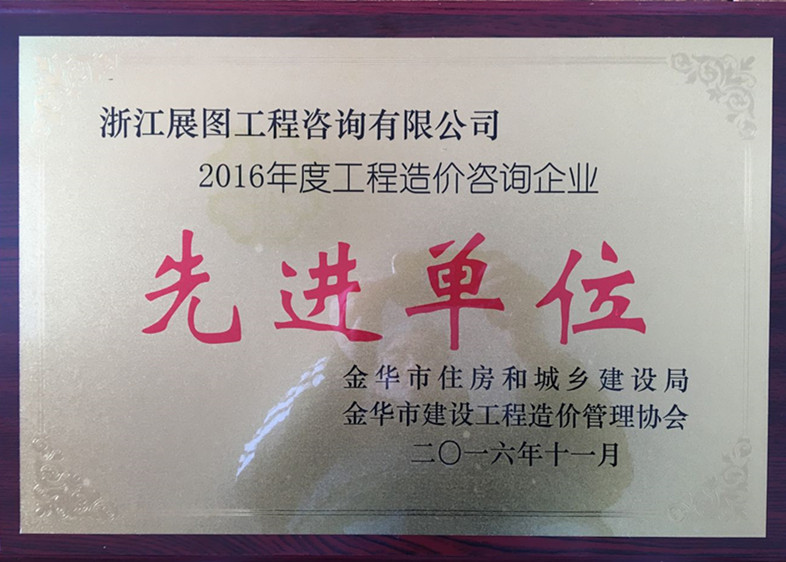 浙江展图工程咨询有限公司
2016年度工程造价咨询企业
先进单位
金华市住房和城乡建设局
金华市建设工程造价管理协会
二〇一六年十一月